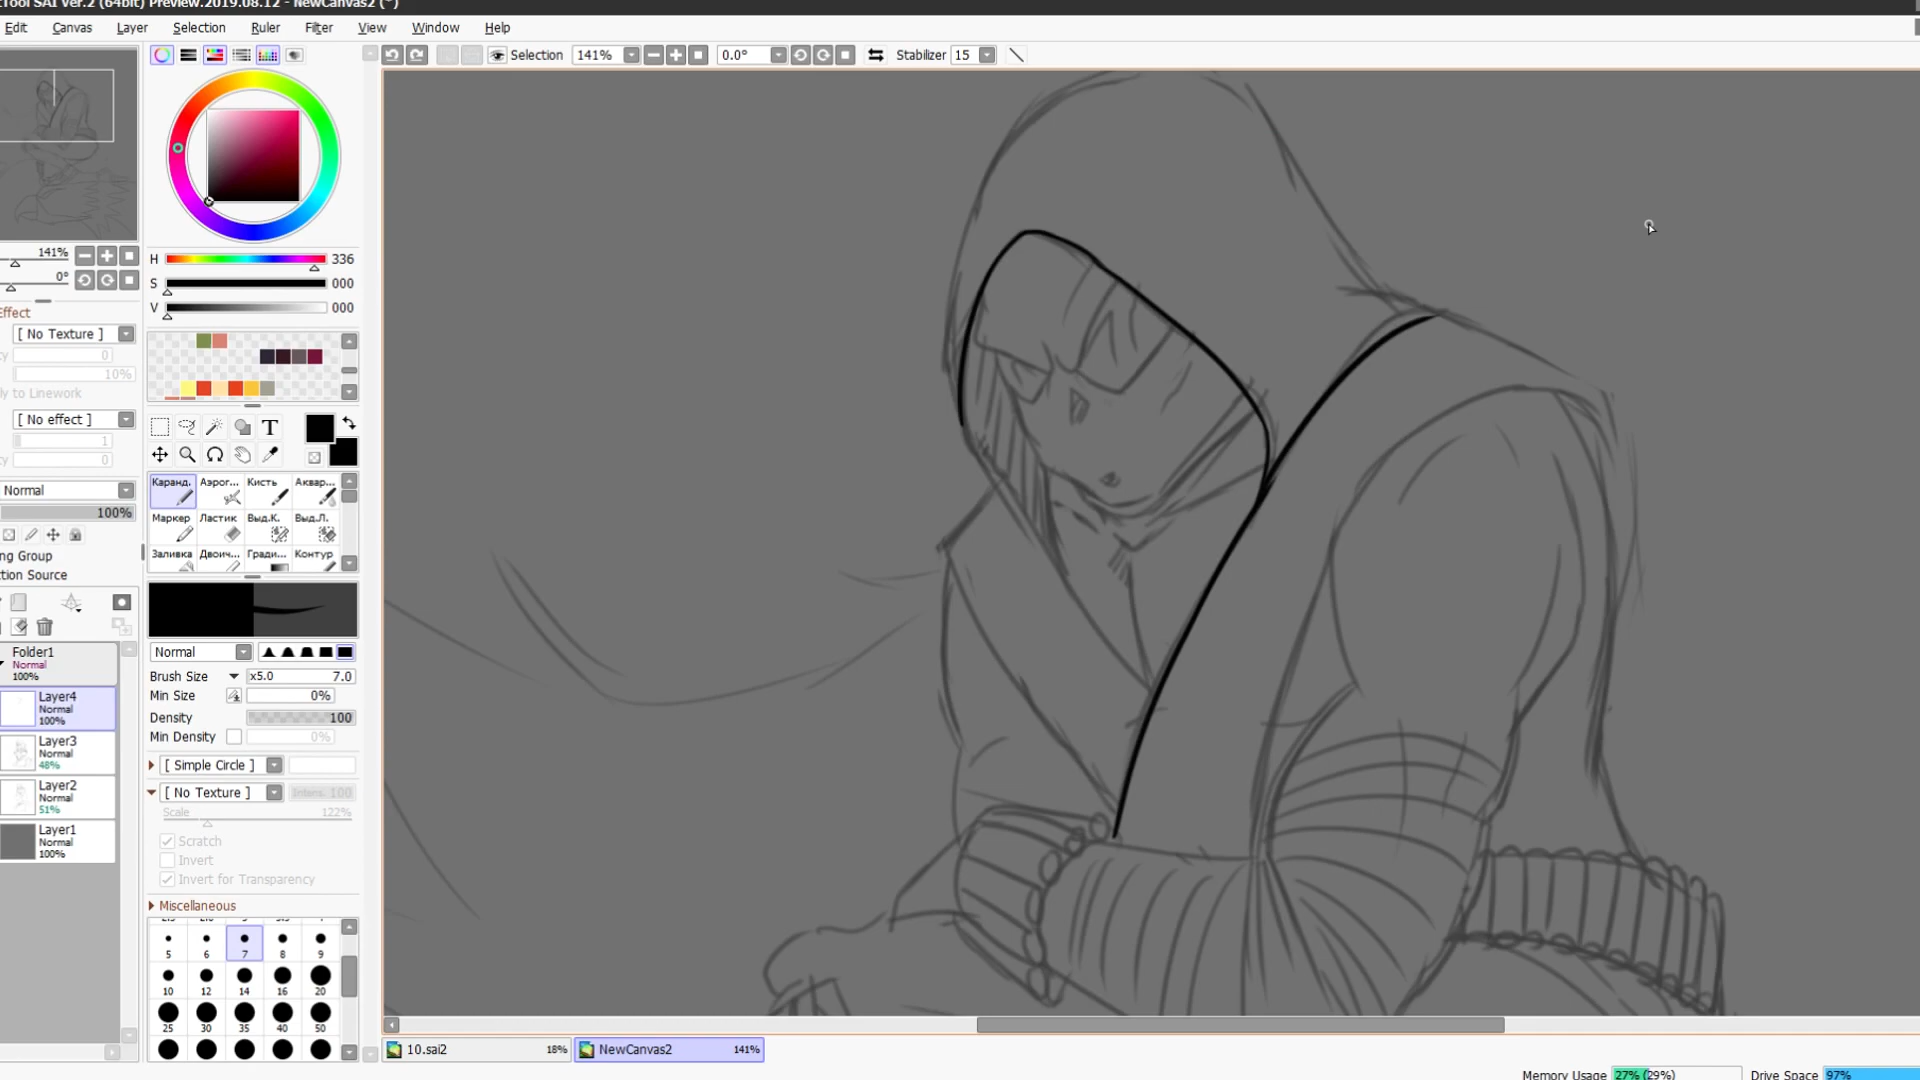 Tool SAI Ver.2 (64bit) Preview.2019.08.12 - NewCanvas2 (*)
Edit Canvas Layer Selection Ruler Filter View Window Help
Selection 141% 0.0° Stabilizer 15
141%
0°
H 336
S 000
V 000
Effect
[ No Texture ]
0
10%
ly to Linework
[ No effect ]
1
0
Normal
100%
ng Group
tion Source
Folder1
Normal
100%
Layer4
Normal
100%
Layer3
Normal
48%
Layer2
Normal
51%
Layer1
Normal
100%
T
Каранд. Аэрог... Кисть Аквар...
Маркер Ластик Выд.К. Выд.Л.
Заливка Двоич... Гради... Контур
Normal
Brush Size x5.0 7.0
Min Size 0%
Density 100
Min Density 0%
[ Simple Circle ]
[ No Texture ] Intens. 100
Scale 122%
Scratch
Invert
Invert for Transparency
Miscellaneous
5 6 7 8 9
10 12 14 16 20
25 30 35 40 50
10.sai2 18% NewCanvas2 141%
Memory Usage 27% (29%) Drive Space 97%